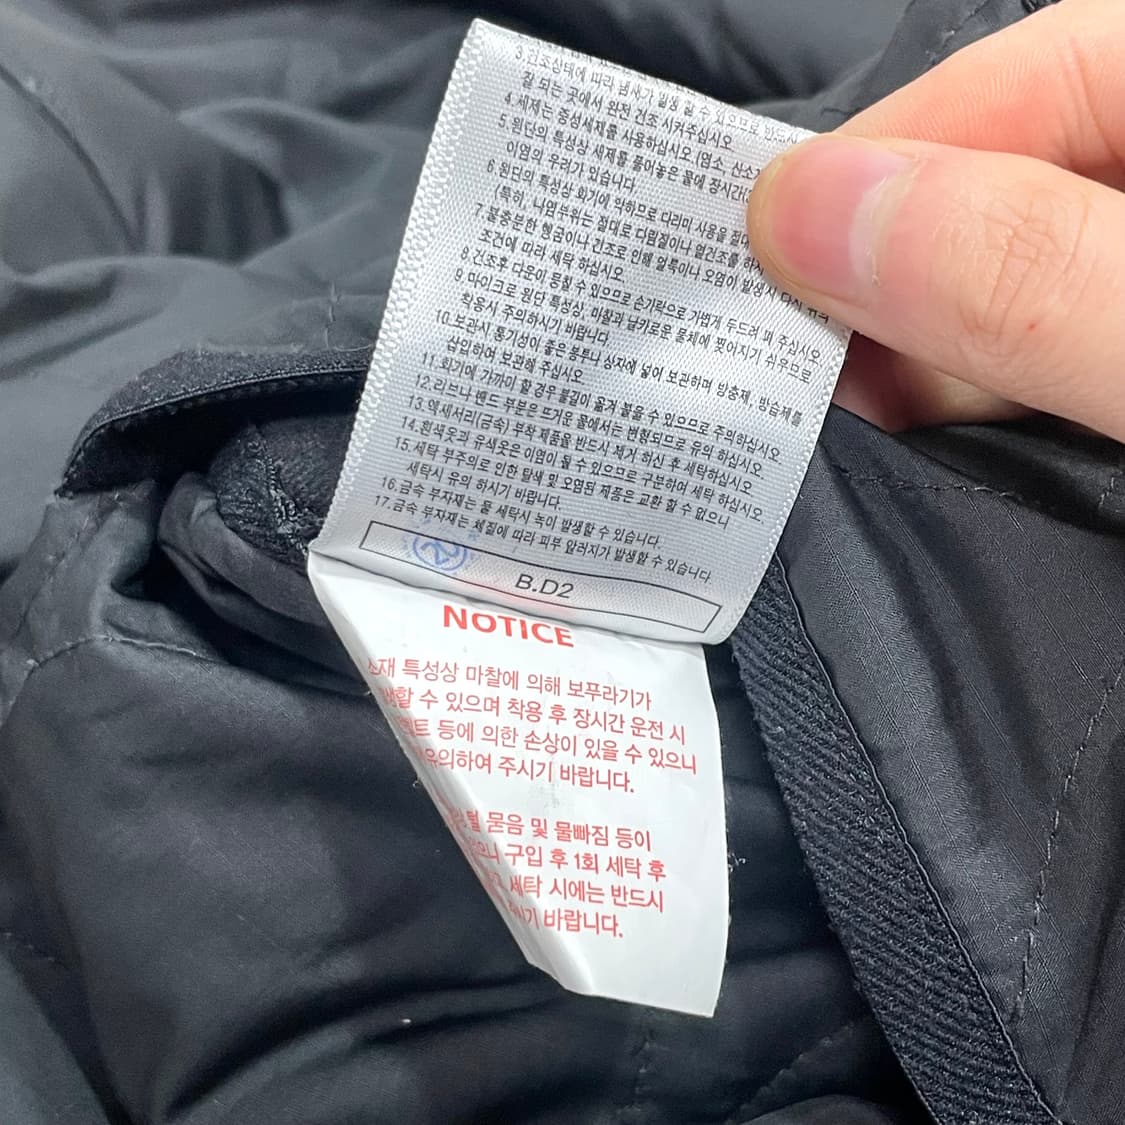 3.건조상태에 따라 냄새가 발생 할 수 있으므로 반드시
잘 되는 곳에서 완전 건조 시켜주십시오
4.세제는 중성세제를 사용하십시오 (염소, 산소
5.원단의 특성상 세제를 풀어놓은 물에 장시간
이염의 우려가 있습니다.
6.원단의 특성상 화기에 약하므로 다리미 사용을
(특히, 나염부위는 절대로 다림질이나 열건조를
7.불충분한 헹굼이나 건조로 인해 얼룩이나 오염이 발생시 다시
조건에 따라 세탁 하십시오
8.건조후 다운이 뭉칠 수 있으므로 손가락으로 가볍게 두드려 펴 주십시오
9.마이크로 원단 특성상, 마찰과 날카로운 물체에 찢어지기 쉬우므로
착용시 주의하시기 바랍니다
10.보관시 통기성이 좋은 봉투나 상자에 넣어 보관하며 방충제, 방습제를
삽입하여 보관해 주십시오
11.화기에 가까이 할 경우 불길이 옮겨 붙을 수 있으므로 주의하십시오.
12.리브나 밴드 부분은 뜨거운 물에서는 변형되므로 유의 하십시오.
13.액세서리(금속) 부착 제품을 반드시 제거 하신 후 세탁하십시오.
14.흰색옷과 유색옷은 이염이 될 수 있으므로 구분하여 세탁 하십시오.
15.세탁 부주의로 인한 탈색 및 오염된 제품은 교환 할 수 없으니
세탁시 유의 하시기 바랍니다.
16.금속 부자재는 물 세탁시 녹이 발생할 수 있습니다.
17.금속 부자재는 체질에 따라 피부 알러지가 발생할 수 있습니다.
B.D2
NOTICE
특성상 마찰에 의해 보푸라기가
수 있으며 착용 후 장시간 운전 시
등에 의한 손상이 있을 수 있으니
유의하여 주시기 바랍니다.
묻음 및 물빠짐 등이
구입 후 1회 세탁 후
세탁 시에는 반드시
바랍니다.